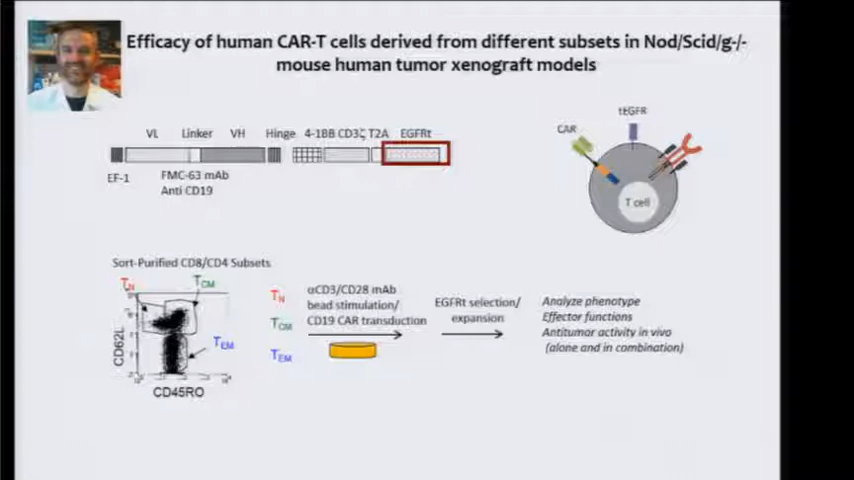 Efficacy of human CAR-T cells derived from different subsets in Nod/Scid/g-/-
mouse human tumor xenograft models
VL Linker VH Hinge 4-1BB CD3ζ T2A EGFRt
EF-1
FMC-63 mAb
Anti CD19
tEGFR
CAR
T cell
Sort-Purified CD8/CD4 Subsets
TN
TCM
TEM
CD62L
CD45RO
TN
TCM
TEM
αCD3/CD28 mAb
bead stimulation/
CD19 CAR transduction
EGFRt selection/
expansion
Analyze phenotype
Effector functions
Antitumor activity in vivo
(alone and in combination)